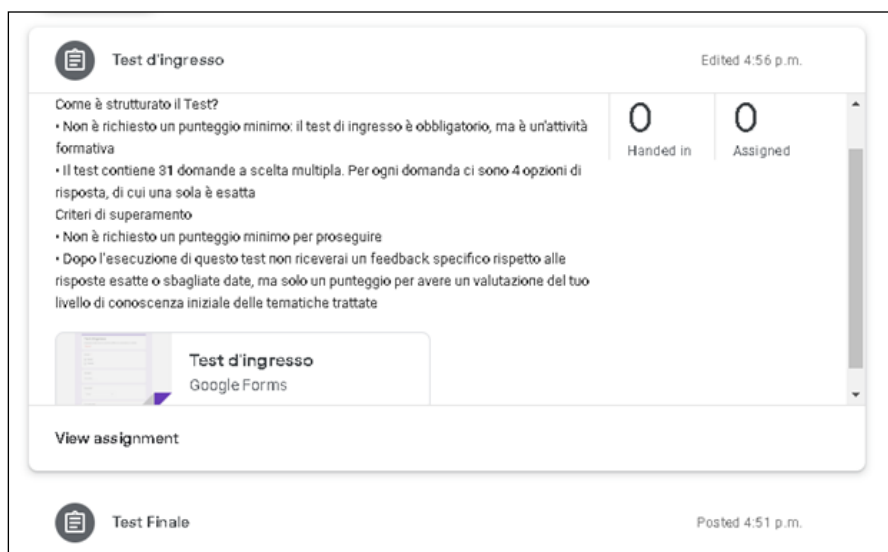 Test d'ingresso
Edited 4:56 p.m.
Come è strutturato il Test?
• Non è richiesto un punteggio minimo: il test di ingresso è obbligatorio, ma è un'attività
formativa
• Il test contiene 31 domande a scelta multipla. Per ogni domanda ci sono 4 opzioni di
risposta, di cui una sola è esatta
Criteri di superamento
• Non è richiesto un punteggio minimo per proseguire
• Dopo l'esecuzione di questo test non riceverai un feedback specifico rispetto alle
risposte esatte o sbagliate date, ma solo un punteggio per avere un valutazione del tuo
livello di conoscenza iniziale delle tematiche trattate
0
Handed in
0
Assigned
Test d'ingresso
Google Forms
View assignment
Test Finale
Posted 4:51 p.m.